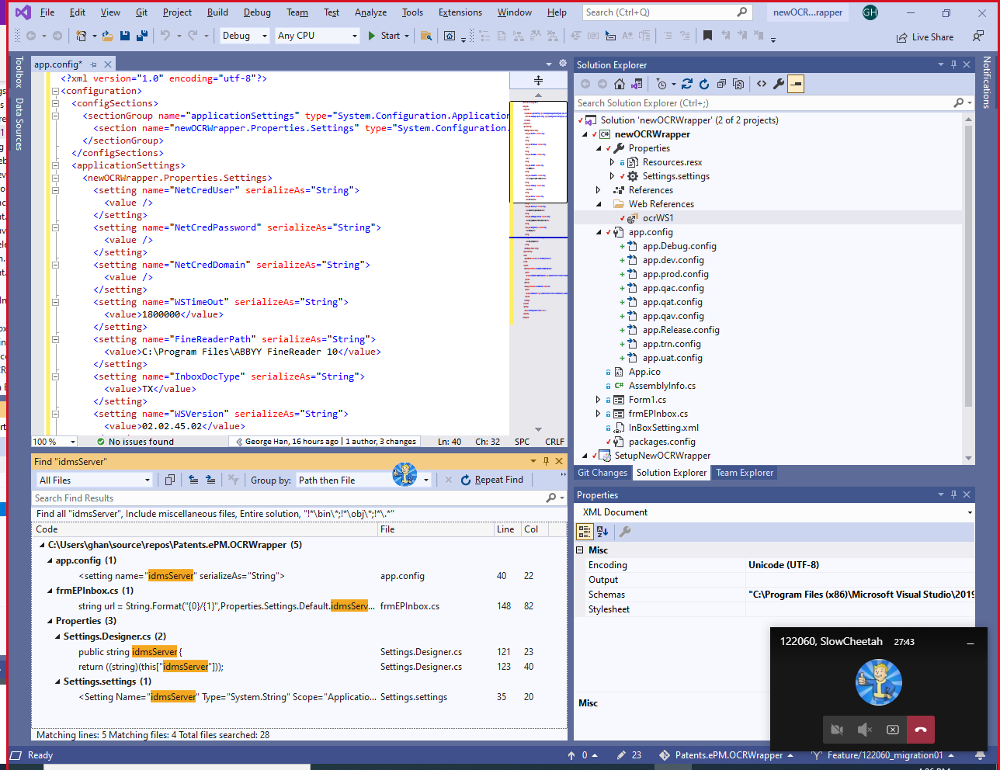 File Edit View Git Project Build Debug Team Test Analyze Tools Extensions Window Help Search (Ctrl+Q) newOCR...rapper GH
Debug Any CPU Start Live Share
Toolbox
Data Sources
Notifications
app.config*
<?xml version="1.0" encoding="utf-8"?>
<configuration>
<configSections>
<sectionGroup name="applicationSettings" type="System.Configuration.Application
<section name="newOCRWrapper.Properties.Settings" type="System.Configuration.
</sectionGroup>
</configSections>
<applicationSettings>
<newOCRWrapper.Properties.Settings>
<setting name="NetCredUser" serializeAs="String">
<value />
</setting>
<setting name="NetCredPassword" serializeAs="String">
<value />
</setting>
<setting name="NetCredDomain" serializeAs="String">
<value />
</setting>
<setting name="WSTimeOut" serializeAs="String">
<value>1800000</value>
</setting>
<setting name="FineReaderPath" serializeAs="String">
<value>C:\Program Files\ABBYY FineReader 10</value>
</setting>
<setting name="InboxDocType" serializeAs="String">
<value>TX</value>
</setting>
<setting name="WSVersion" serializeAs="String">
<value>02.02.45.02</value>
100 % No issues found George Han, 16 hours ago | 1 author, 3 changes Ln: 40 Ch: 32 SPC CRLF
Find "idmsServer"
All Files Group by: Path then File Repeat Find
Search Find Results
Find all "idmsServer", Include miscellaneous files, Entire solution, "!*\bin\*;!*\obj\*;!*\.*"
Code File Line Col
C:\Users\ghan\source\repos\Patents.ePM.OCRWrapper (5)
app.config (1)
<setting name="idmsServer" serializeAs="String"> app.config 40 22
frmEPInbox.cs (1)
string url = String.Format("{0}/{1}",Properties.Settings.Default.idmsServ... frmEPInbox.cs 148 82
Properties (3)
Settings.Designer.cs (2)
public string idmsServer { Settings.Designer.cs 121 23
return ((string)(this["idmsServer"])); Settings.Designer.cs 123 40
Settings.settings (1)
<Setting Name="idmsServer" Type="System.String" Scope="Applicatio... Settings.settings 35 20
Matching lines: 5 Matching files: 4 Total files searched: 28
Solution Explorer
Search Solution Explorer (Ctrl+;)
Solution 'newOCRWrapper' (2 of 2 projects)
newOCRWrapper
Properties
Resources.resx
Settings.settings
References
Web References
ocrWS1
app.config
app.Debug.config
app.dev.config
app.prod.config
app.qac.config
app.qat.config
app.qav.config
app.Release.config
app.trn.config
app.uat.config
App.ico
AssemblyInfo.cs
Form1.cs
frmEPInbox.cs
InBoxSetting.xml
packages.config
SetupNewOCRWrapper
Git Changes Solution Explorer Team Explorer
Properties
XML Document
Misc
Encoding Unicode (UTF-8)
Output
Schemas "C:\Program Files (x86)\Microsoft Visual Studio\2019
Stylesheet
Misc
122060, SlowCheetah 27:43
Ready 0 23 Patents.ePM.OCRWrapper Feature/122060_migration01